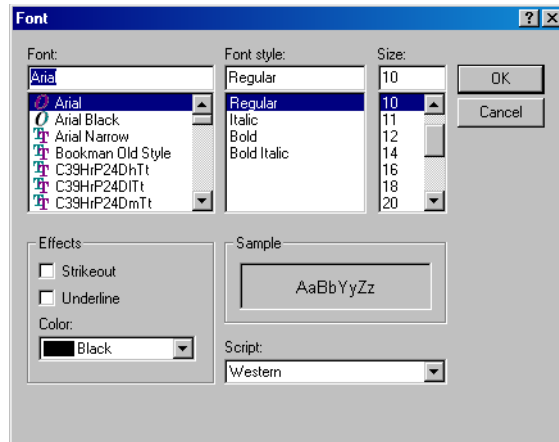 Font
Font: Font style: Size:
Arial Regular 10 OK
Arial Regular 10 Cancel
Arial Black Italic 11
Arial Narrow Bold 12
Bookman Old Style Bold Italic 14
C39HrP24DhTt 16
C39HrP24DlTt 18
C39HrP24DmTt 20
Effects Sample
Strikeout
Underline AaBbYyZz
Color:
Black
Script:
Western